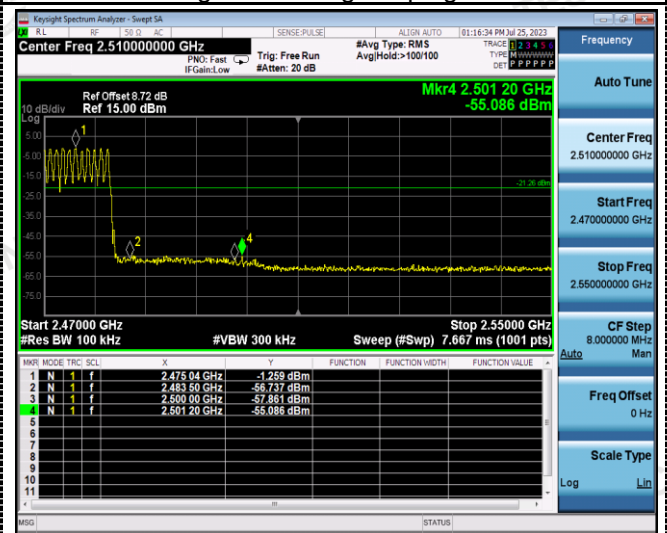 Keysight Spectrum Analyzer - Swept SA
RL RF 50 Ω AC SENSE:PULSE ALIGN AUTO 01:16:34 PM Jul 25, 2023
Center Freq 2.510000000 GHz #Avg Type: RMS TRACE 1 2 3 4 5 6
PNO: Fast Trig: Free Run Avg|Hold:>100/100 TYPE M WWWWW
IFGain:Low #Atten: 20 dB DET P P P P P P
Frequency
Auto Tune
Center Freq
2.510000000 GHz
Start Freq
2.470000000 GHz
Stop Freq
2.550000000 GHz
CF Step
8.000000 MHz
Auto Man
Freq Offset
0 Hz
Scale Type
Log Lin
Mkr4 2.501 20 GHz
Ref Offset 8.72 dB -55.086 dBm
10 dB/div Ref 15.00 dBm
Log
5.00
-5.00
-15.0
-25.0
-35.0
-45.0
-55.0
-65.0
-75.0
1
2
4
-21.26 dBm
Start 2.47000 GHz Stop 2.55000 GHz
#Res BW 100 kHz #VBW 300 kHz Sweep (#Swp) 7.667 ms (1001 pts)
MKR MODE TRC SCL X Y FUNCTION FUNCTION WIDTH FUNCTION VALUE
1 N 1 f 2.475 04 GHz -1.259 dBm
2 N 1 f 2.483 50 GHz -56.737 dBm
3 N 1 f 2.500 00 GHz -57.861 dBm
4 N 1 f 2.501 20 GHz -55.086 dBm
5
6
7
8
9
10
11
MSG STATUS